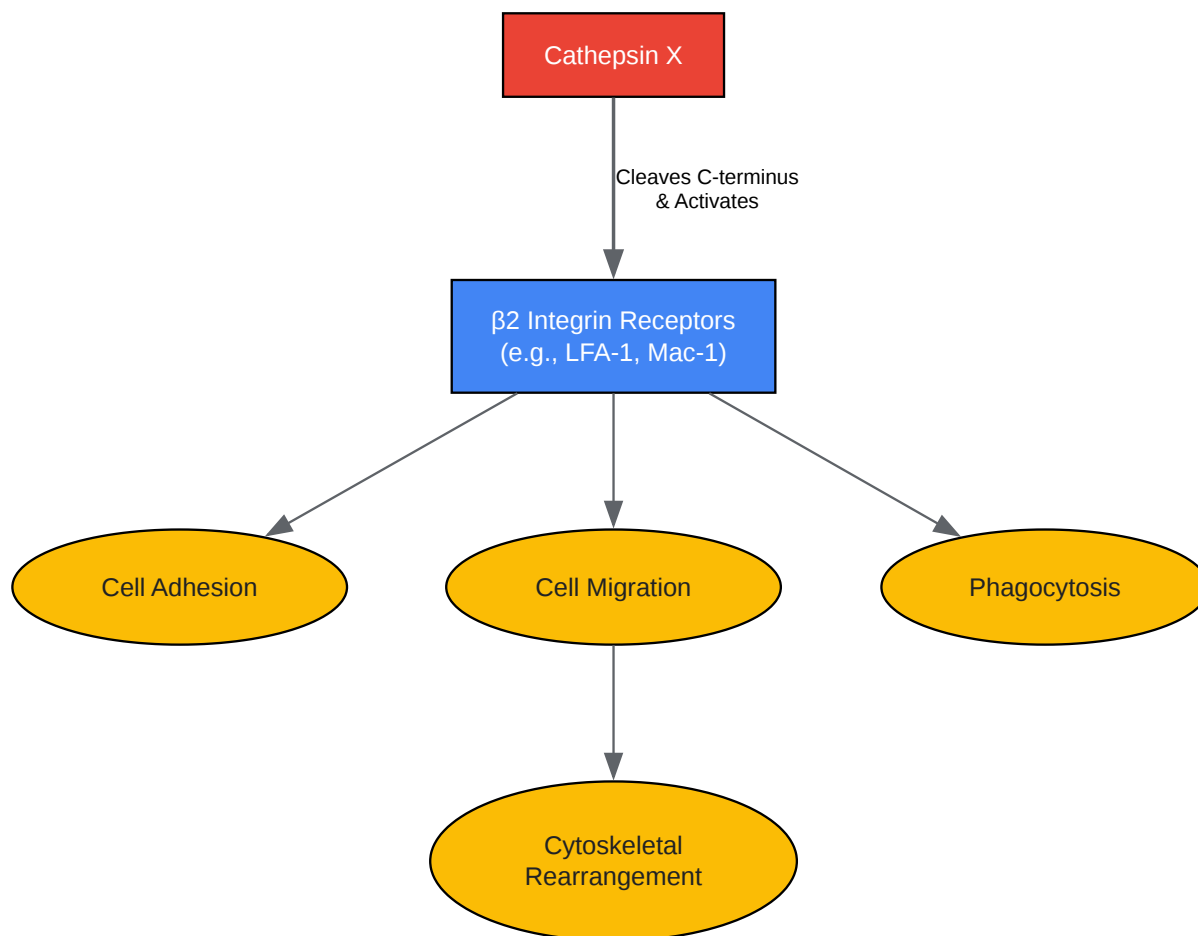 Cathepsin X
Cleaves C-terminus
& Activates
β2 Integrin Receptors
(e.g., LFA-1, Mac-1)
Cell Adhesion
Cell Migration
Phagocytosis
Cytoskeletal
Rearrangement